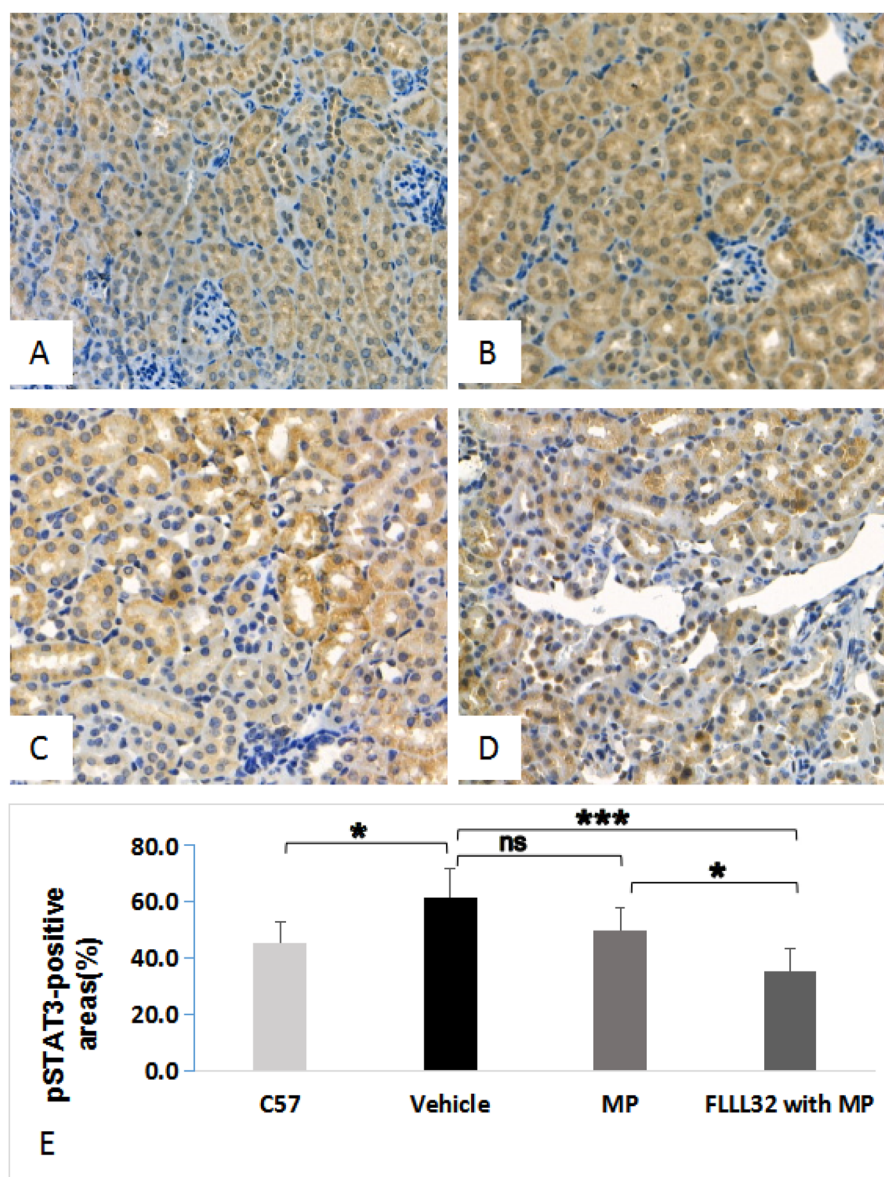 A
B
C
D
*
***
ns
*
80.0
60.0
40.0
20.0
0.0
pSTAT3-positive
areas(%)
C57
Vehicle
MP
FLLL32 with MP
E